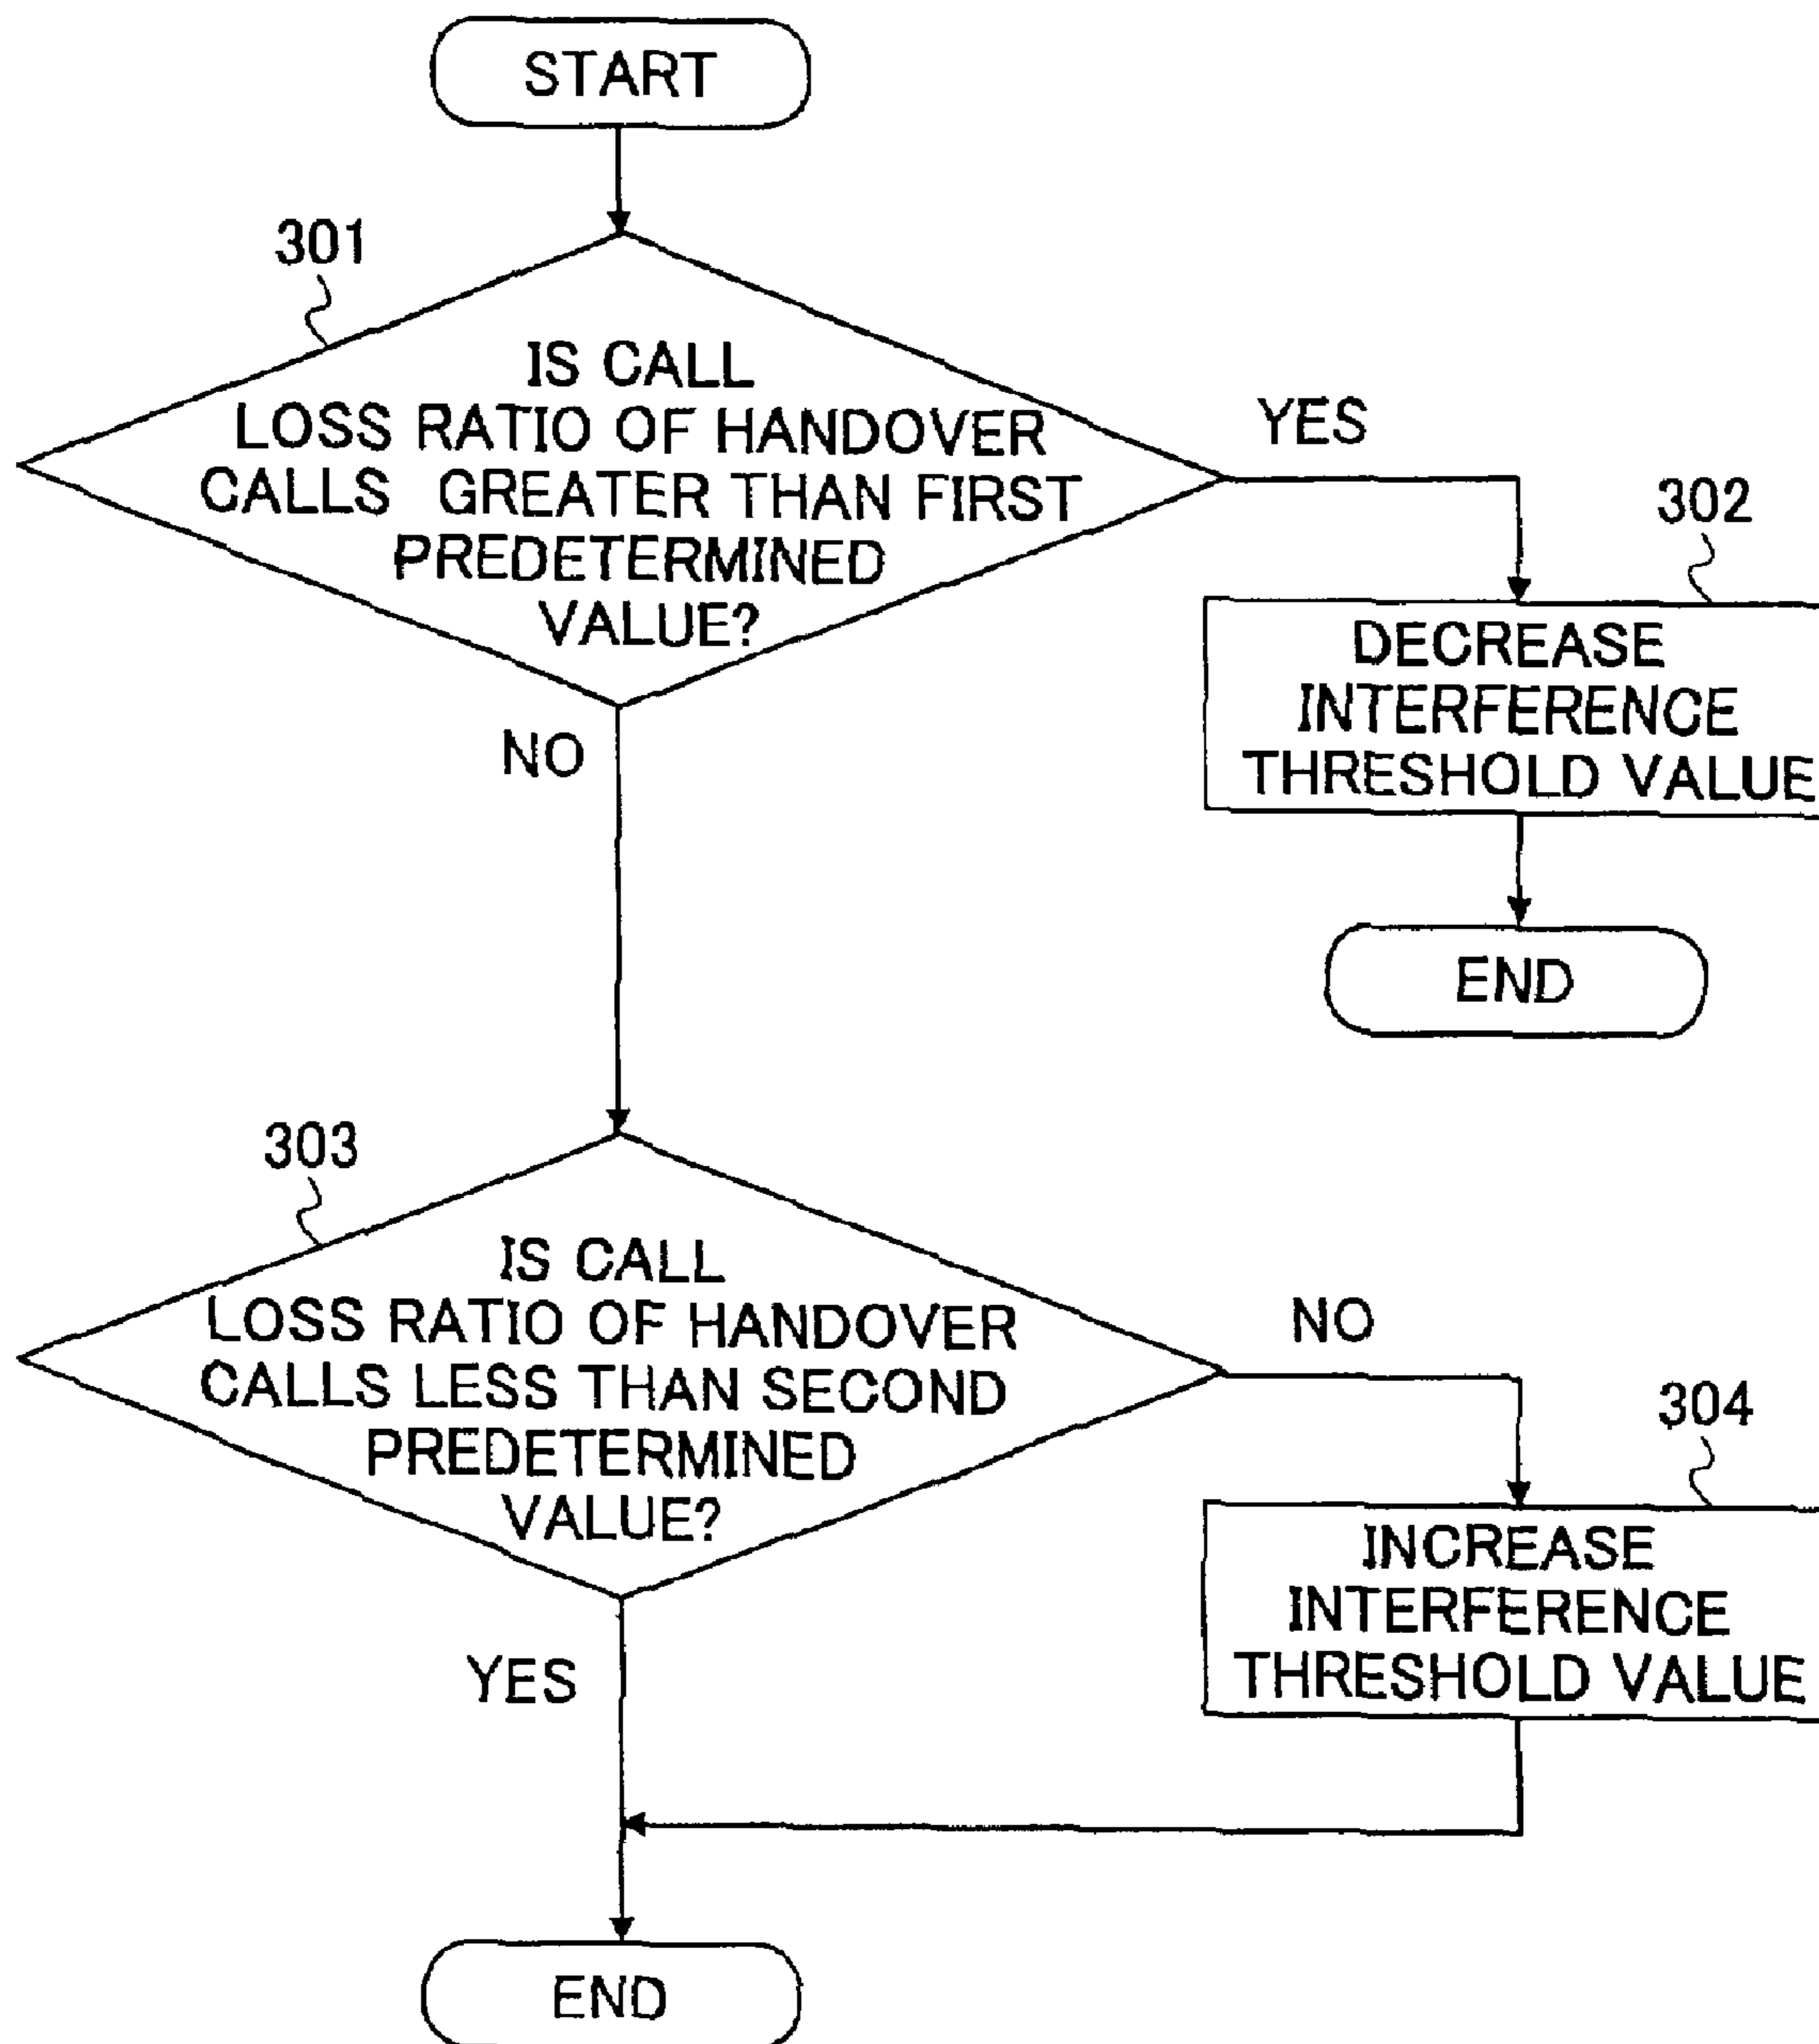 START
301
IS CALL
LOSS RATIO OF HANDOVER
CALLS GREATER THAN FIRST
PREDETERMINED
VALUE?
YES
302
DECREASE
INTERFERENCE
THRESHOLD VALUE
NO
END
303
IS CALL
LOSS RATIO OF HANDOVER
CALLS LESS THAN SECOND
PREDETERMINED
VALUE?
NO
304
INCREASE
INTERFERENCE
THRESHOLD VALUE
YES
END